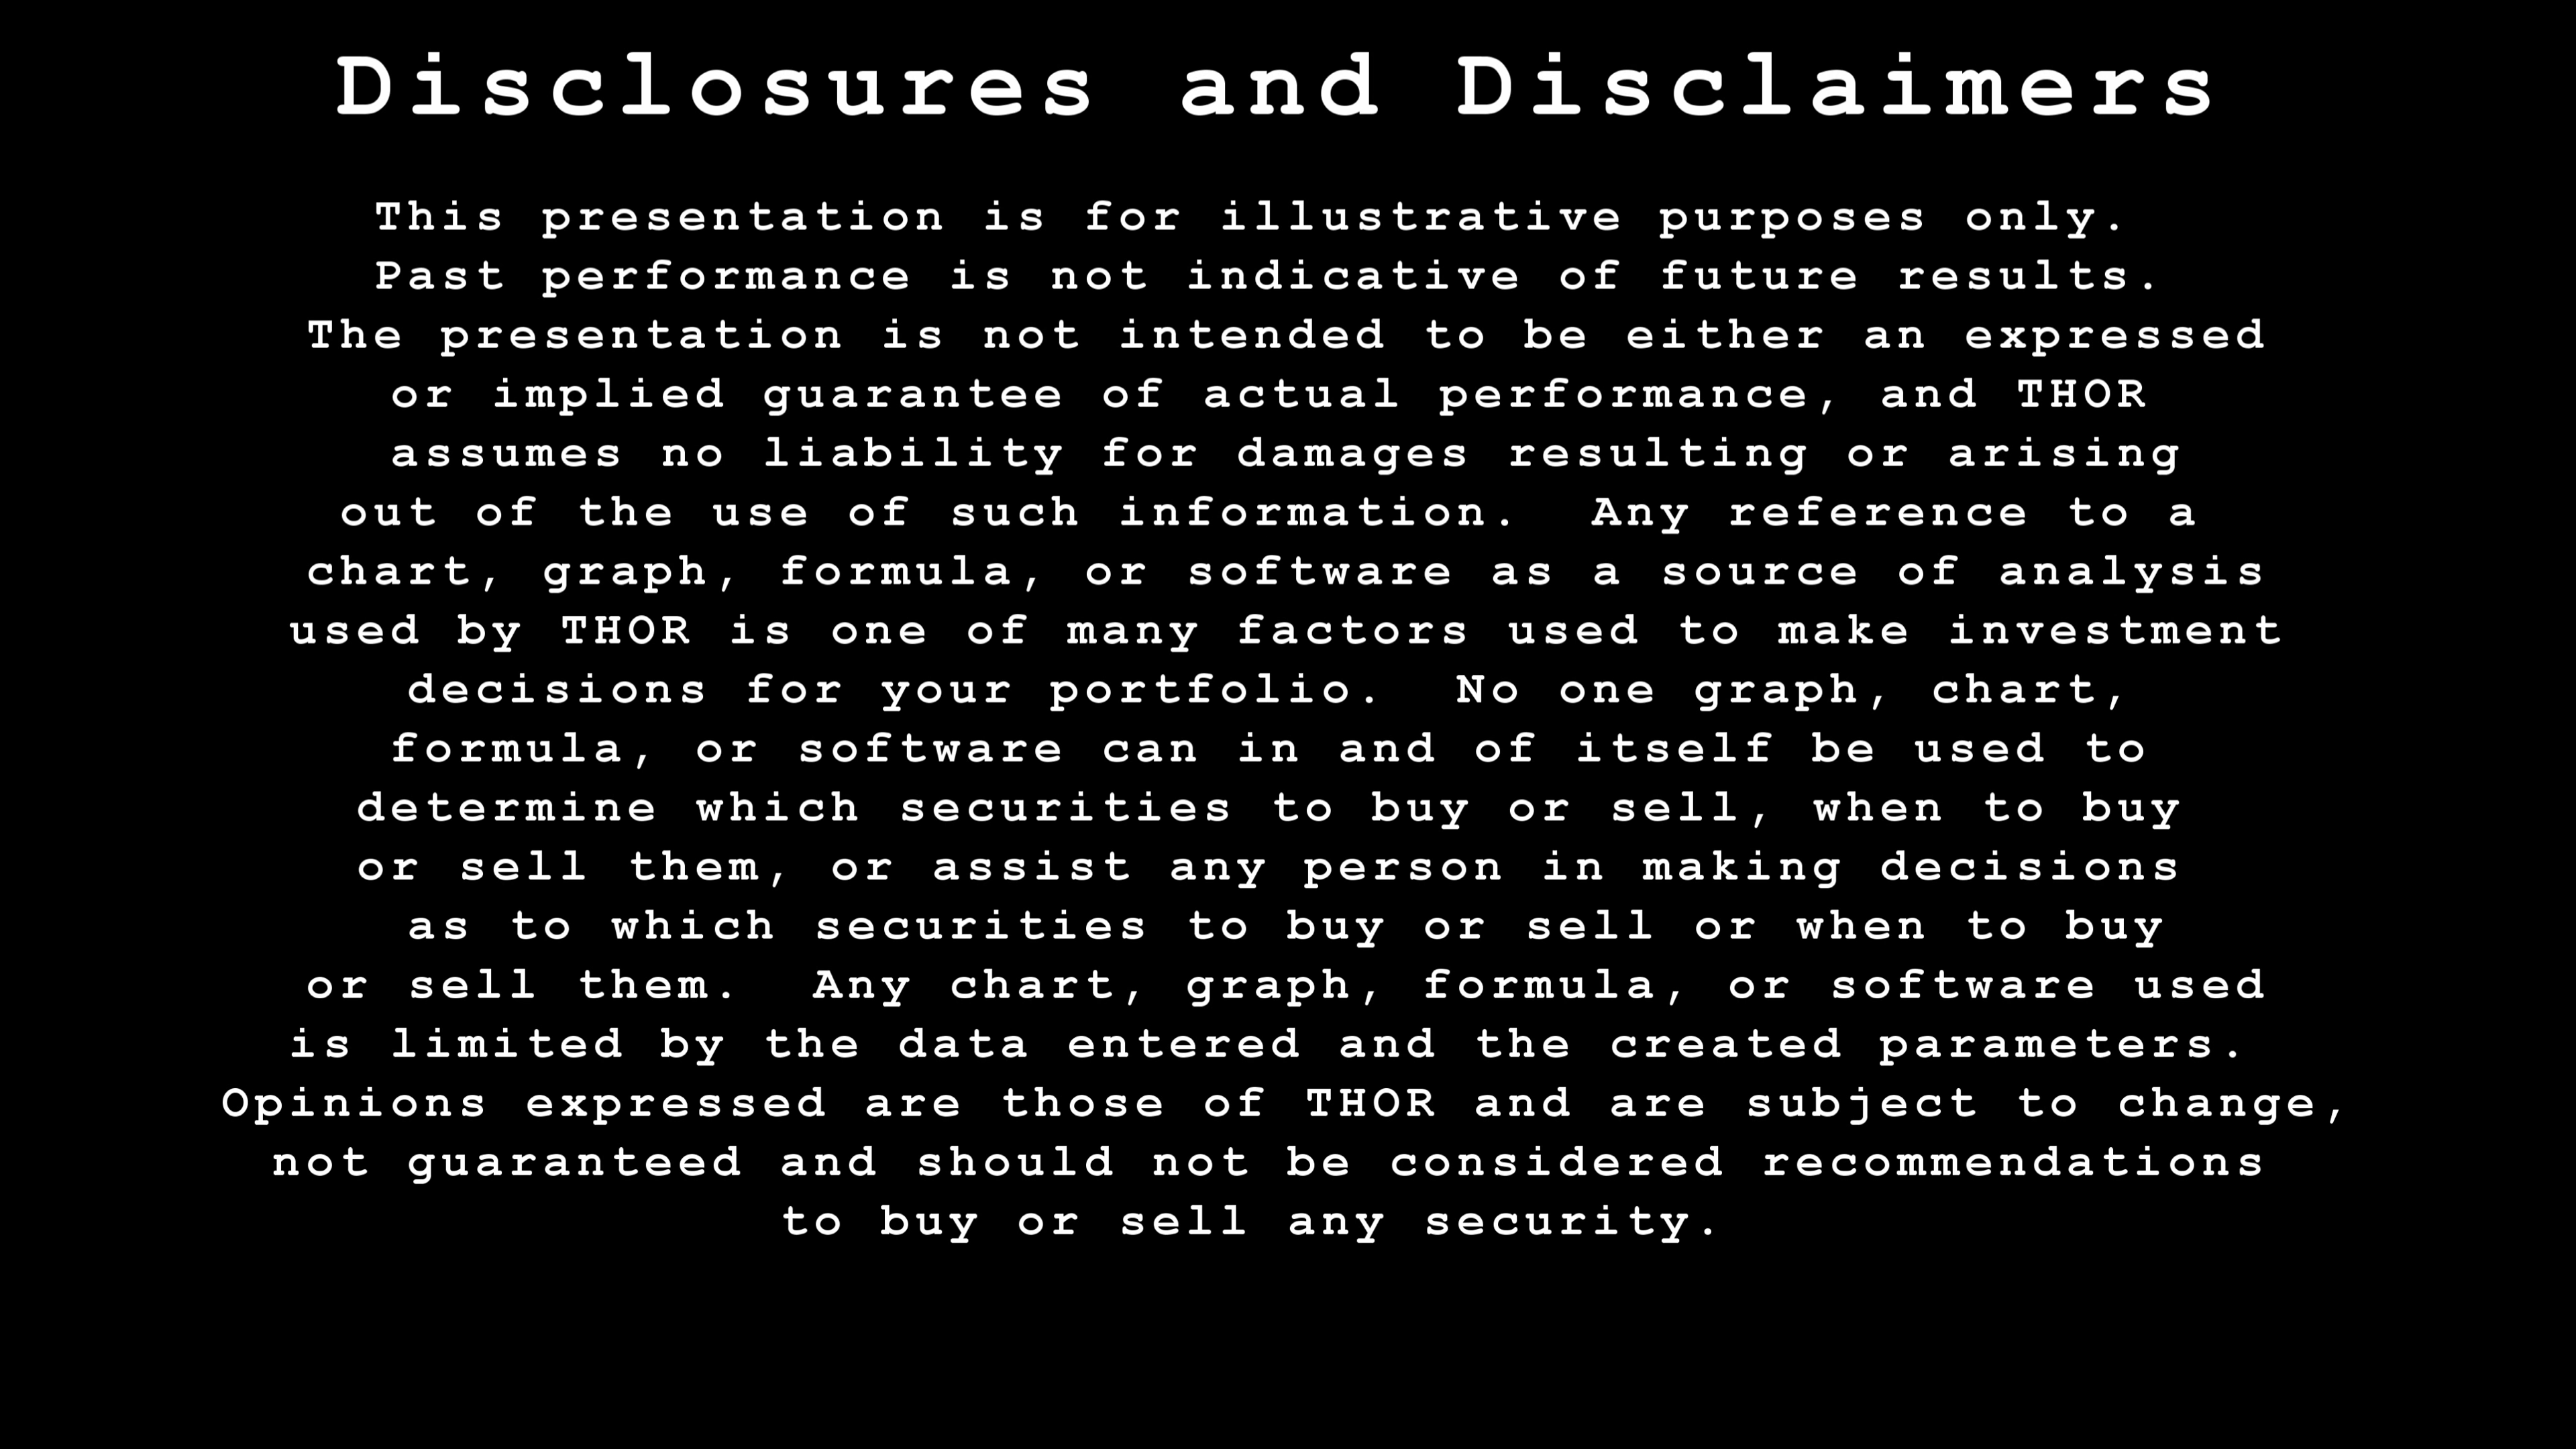 Disclosures and Disclaimers
This presentation is for illustrative purposes only.
Past performance is not indicative of future results.
The presentation is not intended to be either an expressed
or implied guarantee of actual performance, and THOR
assumes no liability for damages resulting or arising
out of the use of such information.  Any reference to a
chart, graph, formula, or software as a source of analysis
used by THOR is one of many factors used to make investment
decisions for your portfolio.  No one graph, chart,
formula, or software can in and of itself be used to
determine which securities to buy or sell, when to buy
or sell them, or assist any person in making decisions
as to which securities to buy or sell or when to buy
or sell them.  Any chart, graph, formula, or software used
is limited by the data entered and the created parameters.
Opinions expressed are those of THOR and are subject to change,
not guaranteed and should not be considered recommendations
to buy or sell any security.